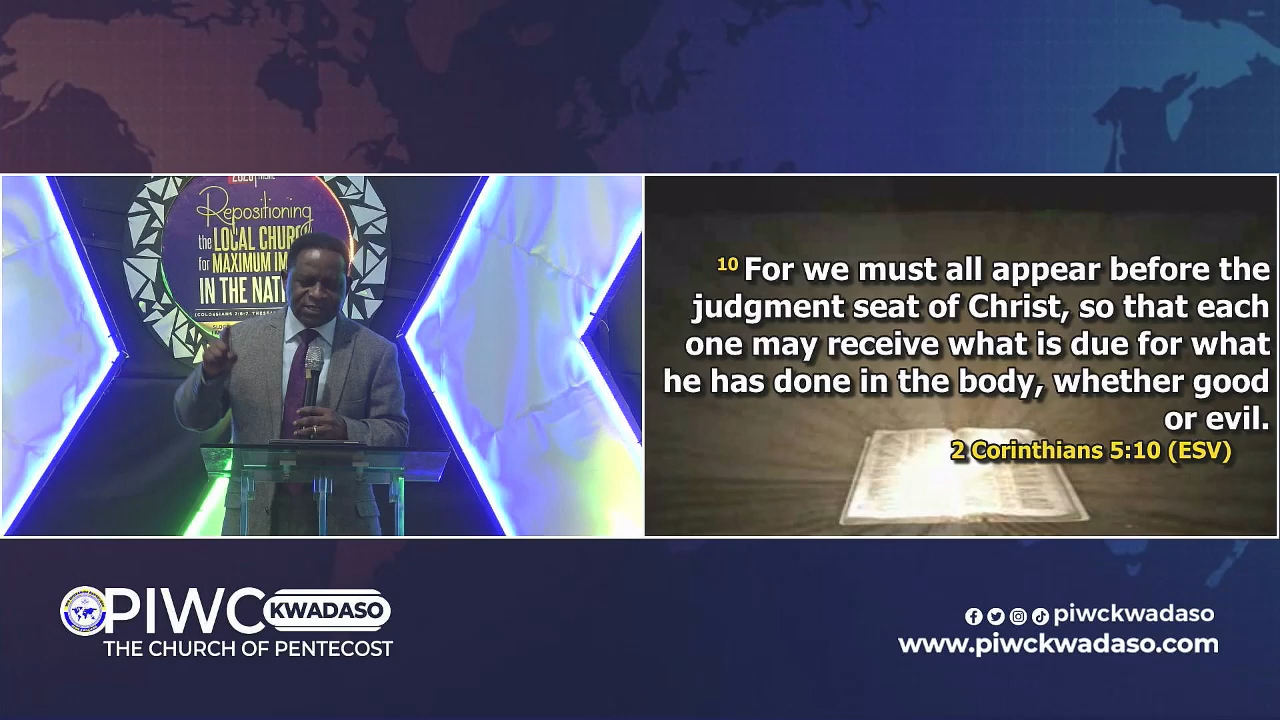 Repositioning
the LOCAL CHURCH
for MAXIMUM IM
IN THE NATI
10 For we must all appear before the
judgment seat of Christ, so that each
one may receive what is due for what
he has done in the body, whether good
or evil.
2 Corinthians 5:10 (ESV)
PIWC KWADASO
THE CHURCH OF PENTECOST
piwckwadaso
www.piwckwadaso.com